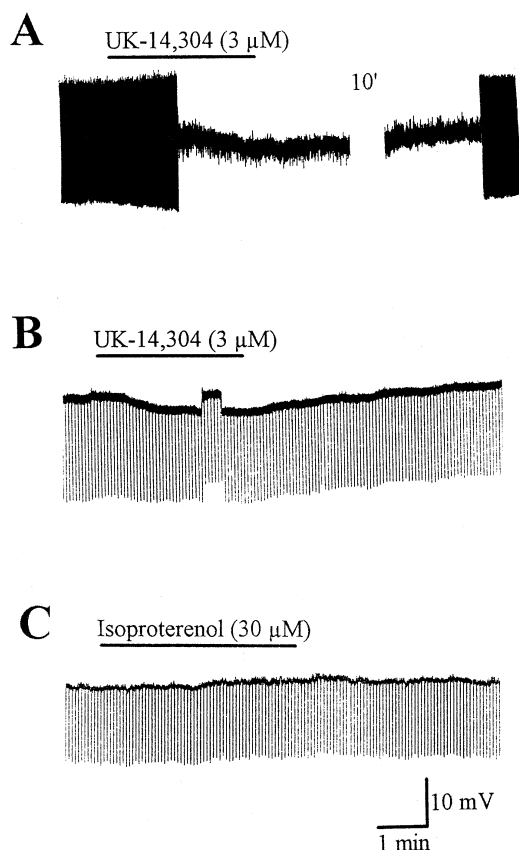 A
UK-14,304 (3 µM)
10'
B
UK-14,304 (3 µM)
C
Isoproterenol (30 µM)
10 mV
1 min